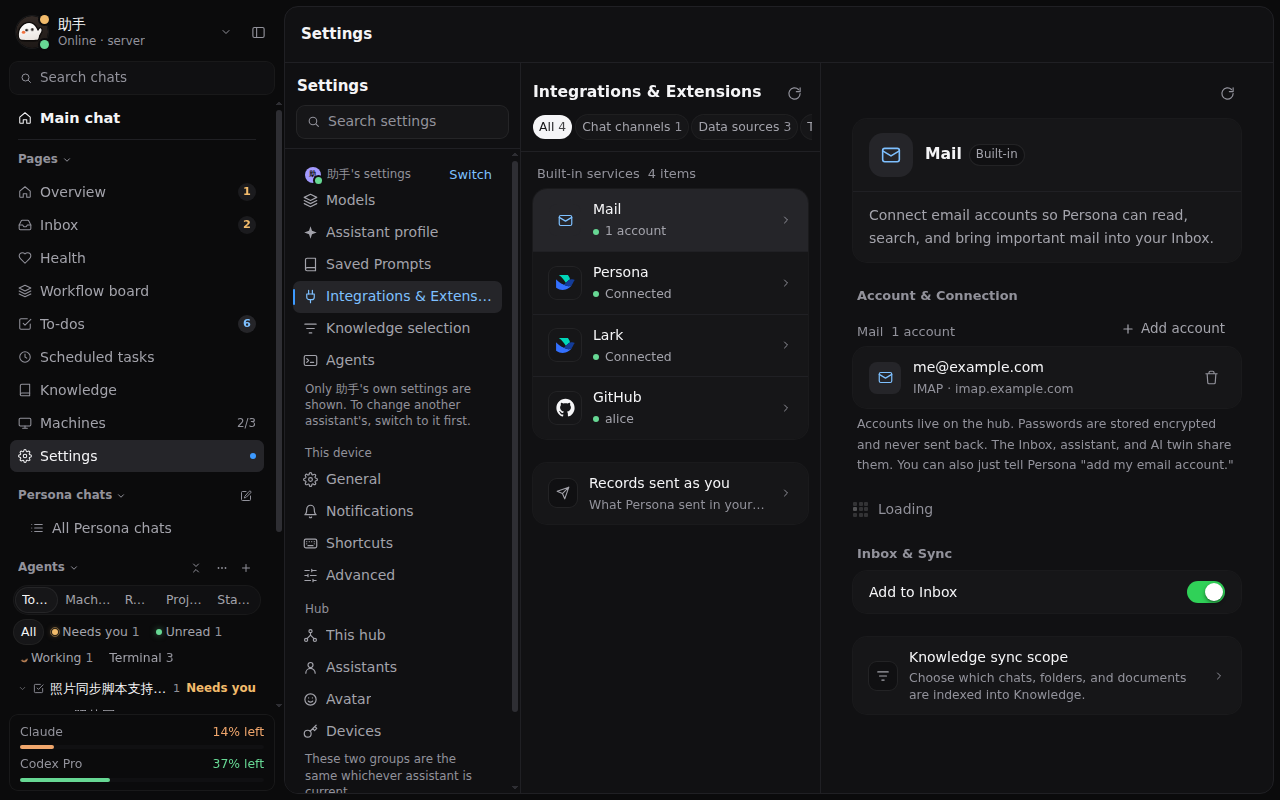 助手
Online · server
Search chats
Main chat
Pages
Overview 1
Inbox 2
Health
Workflow board
To-dos 6
Scheduled tasks
Knowledge
Machines 2/3
Settings
Persona chats
All Persona chats
Agents
To… Mach… R… Proj… Sta…
All Needs you 1 Unread 1
Working 1 Terminal 3
照片同步脚本支持… 1 Needs you
Claude 14% left
Codex Pro 37% left
Settings
Settings
Search settings
助手's settings Switch
Models
Assistant profile
Saved Prompts
Integrations & Extens…
Knowledge selection
Agents
Only 助手's own settings are
shown. To change another
assistant's, switch to it first.
This device
General
Notifications
Shortcuts
Advanced
Hub
This hub
Assistants
Avatar
Devices
These two groups are the
same whichever assistant is
current.
Integrations & Extensions
All 4 Chat channels 1 Data sources 3 T
Built-in services 4 items
Mail
1 account
Persona
Connected
Lark
Connected
GitHub
alice
Records sent as you
What Persona sent in your…
Mail Built-in
Connect email accounts so Persona can read,
search, and bring important mail into your Inbox.
Account & Connection
Mail 1 account Add account
me@example.com
IMAP · imap.example.com
Accounts live on the hub. Passwords are stored encrypted
and never sent back. The Inbox, assistant, and AI twin share
them. You can also just tell Persona "add my email account."
Loading
Inbox & Sync
Add to Inbox
Knowledge sync scope
Choose which chats, folders, and documents
are indexed into Knowledge.